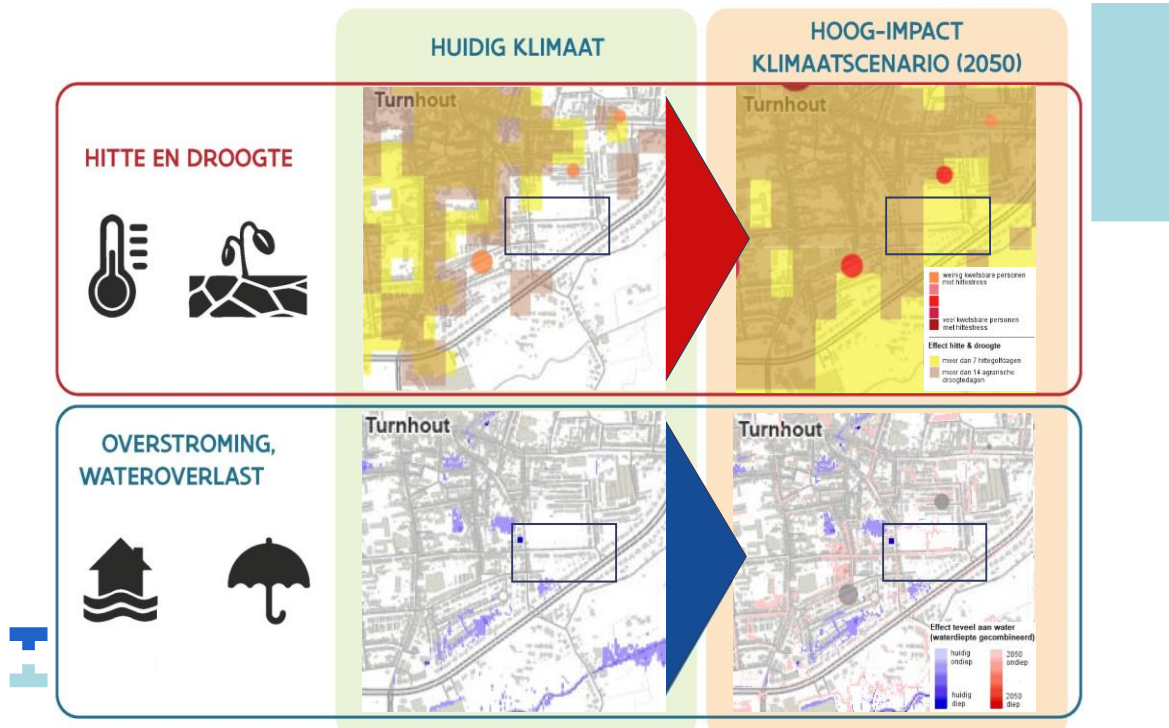 HUIDIG KLIMAAT
HOOG-IMPACT
KLIMAATSCENARIO (2050)
HITTE EN DROOGTE
Turnhout
Turnhout
weinig kwetsbare personen
met hittestress
veel kwetsbare personen
met hittestress
Effect hitte & droogte
meer dan 7 hittegolfdagen
meer dan 14 agrarische
droogtedagen
OVERSTROMING,
WATEROVERLAST
Turnhout
Turnhout
Effect teveel aan water
(waterdiepte gecombineerd)
huidig
ondiep
2050
ondiep
huidig
diep
2050
diep